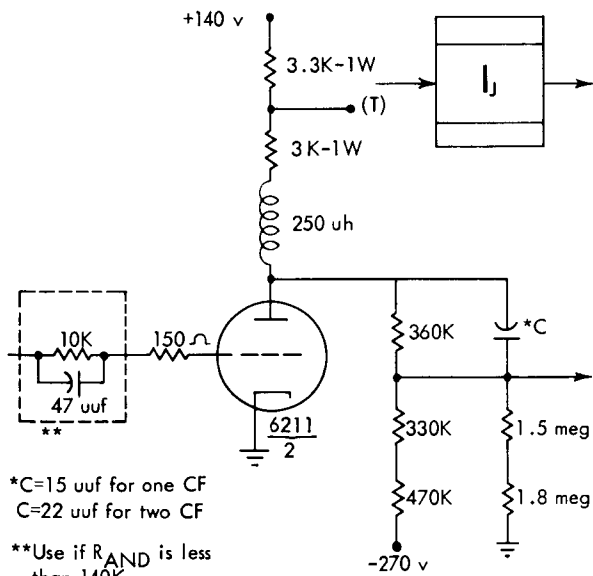 +140 v
3.3K-1W
(T)
IJ
3K-1W
250 uh
10K
150 Ω
47 uuf
**
6211
2
360K
*C
330K
1.5 meg
470K
1.8 meg
-270 v
*C=15 uuf for one CF
C=22 uuf for two CF
**Use if RAND is less
than 140K